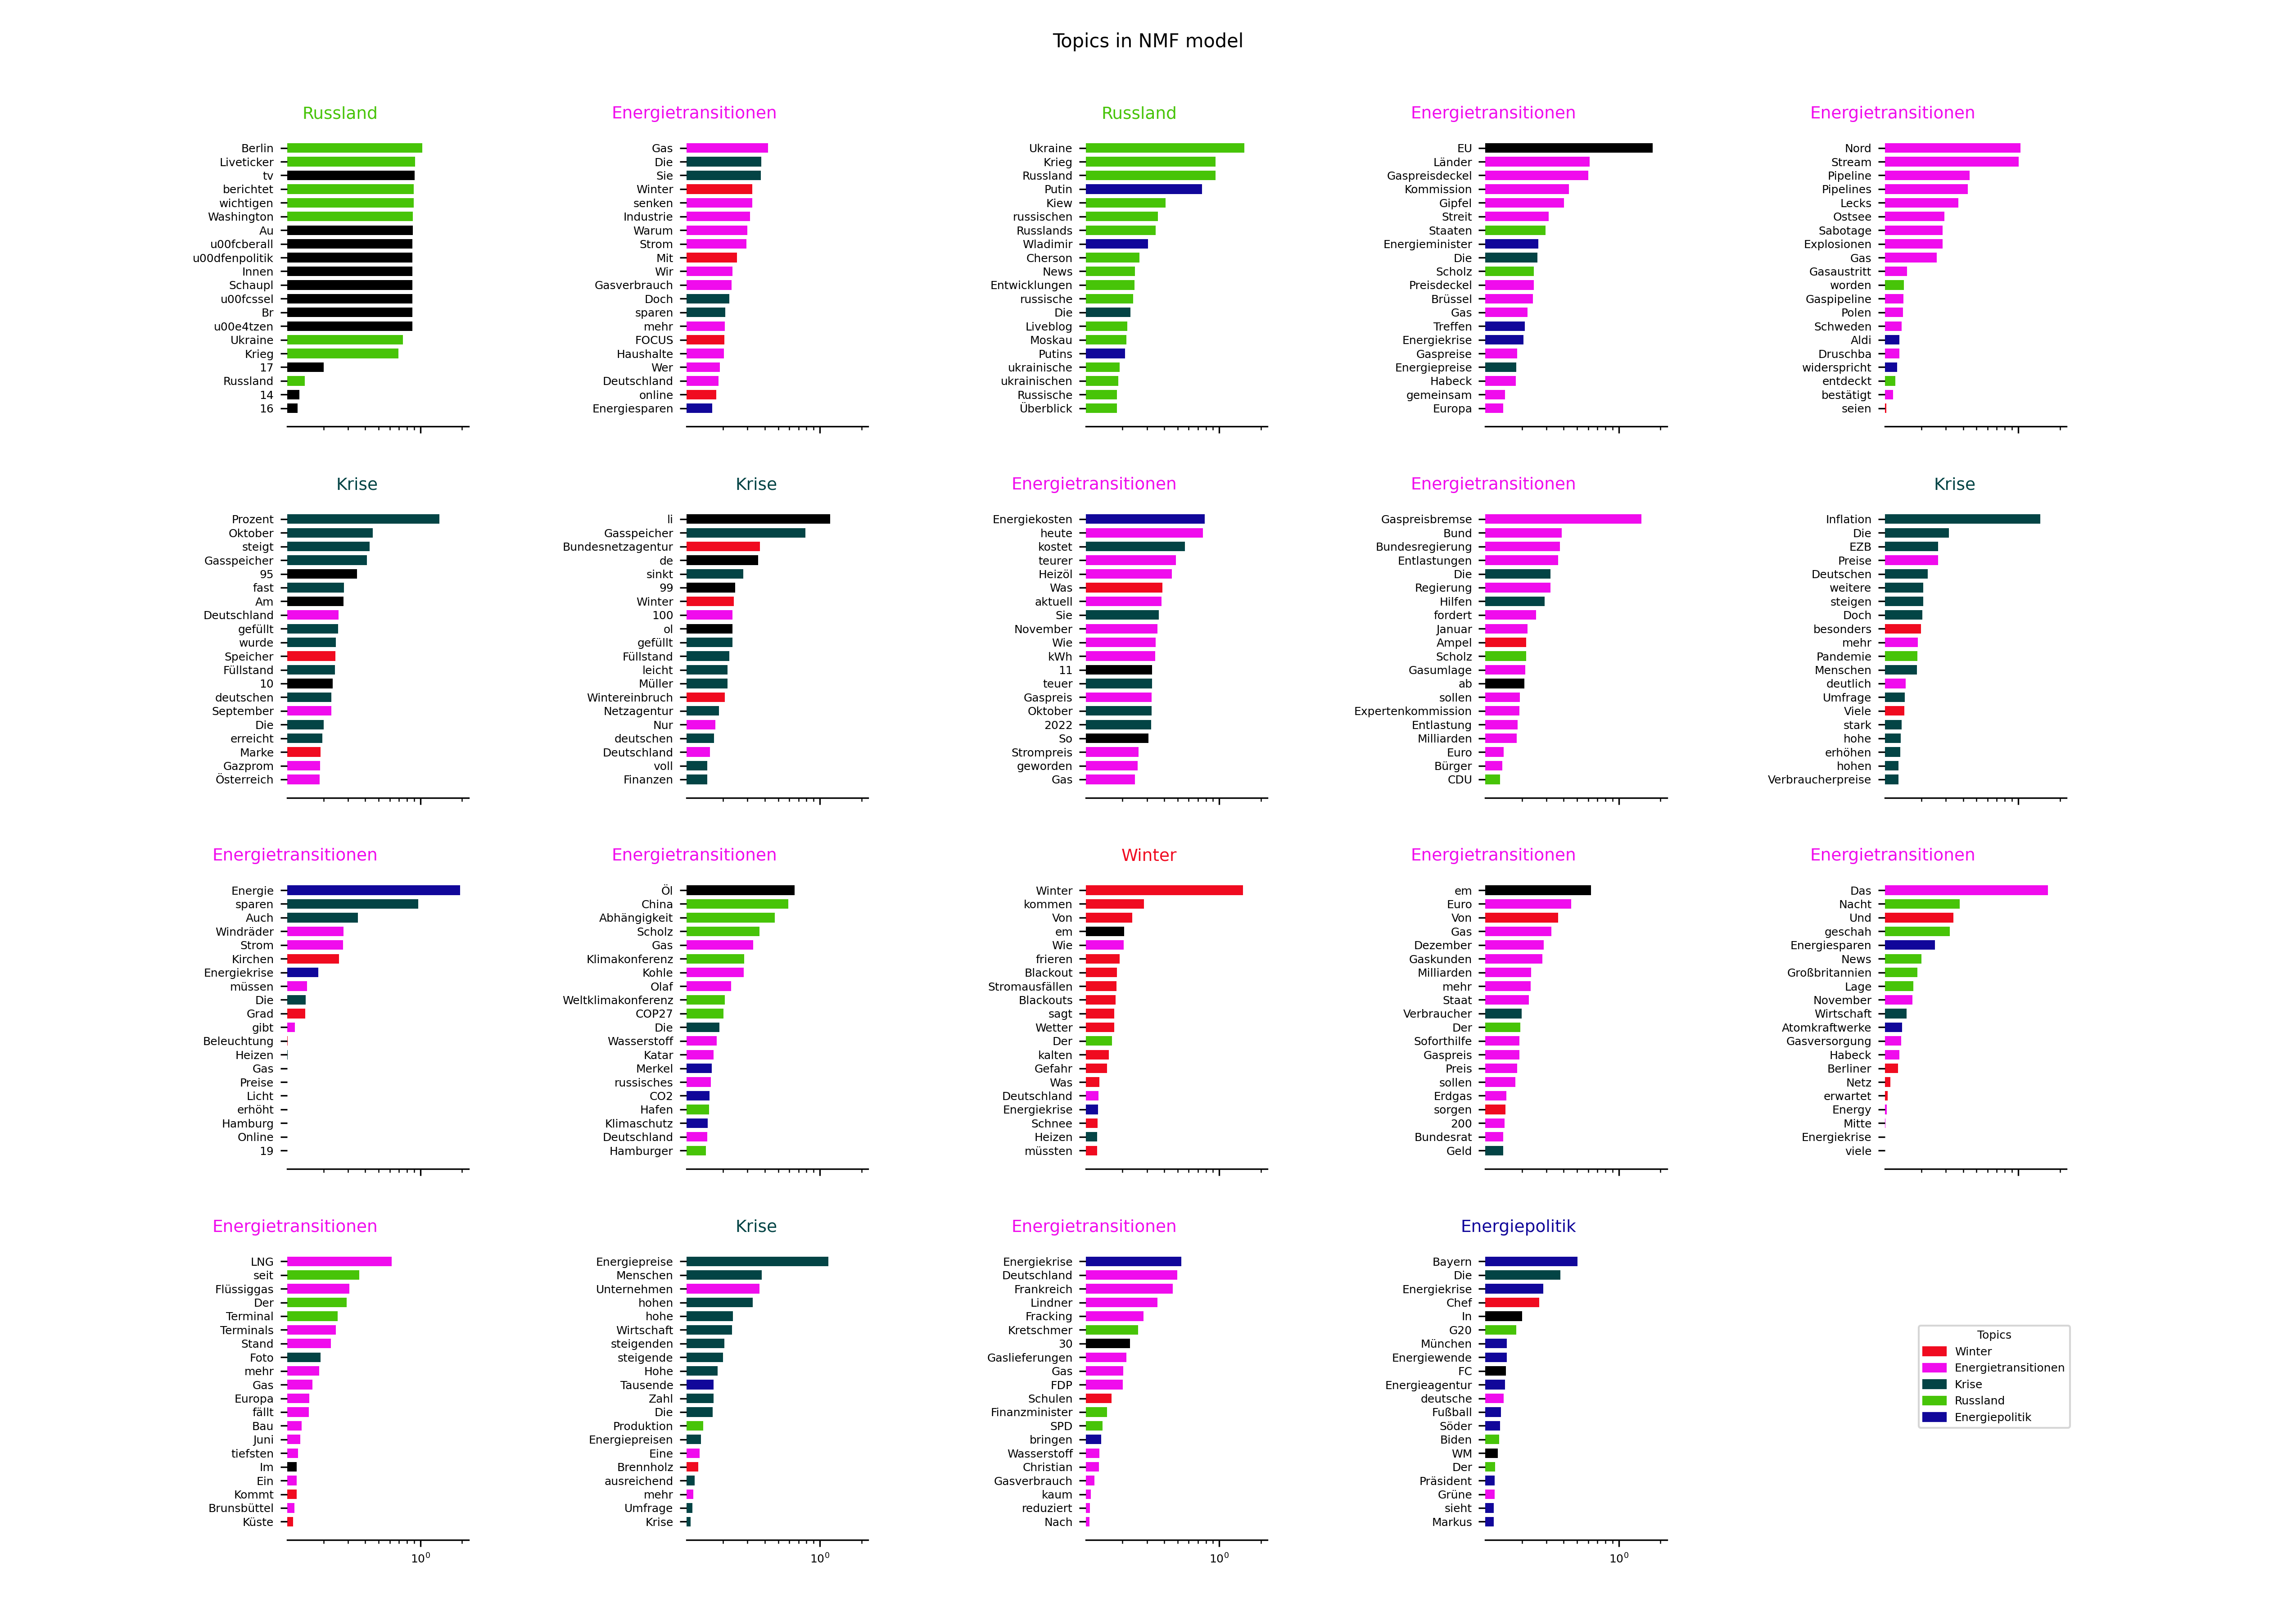 Topics in NMF model
Russland
Berlin
Liveticker
tv
berichtet
wichtigen
Washington
Au
u00fcberall
u00dfenpolitik
Innen
Schaupl
u00fcssel
Br
u00e4tzen
Ukraine
Krieg
17
Russland
14
16
Energietransitionen
Gas
Die
Sie
Winter
senken
Industrie
Warum
Strom
Mit
Wir
Gasverbrauch
Doch
sparen
mehr
FOCUS
Haushalte
Wer
Deutschland
online
Energiesparen
Russland
Ukraine
Krieg
Russland
Putin
Kiew
russischen
Russlands
Wladimir
Cherson
News
Entwicklungen
russische
Die
Liveblog
Moskau
Putins
ukrainische
ukrainischen
Russische
Überblick
Energietransitionen
EU
Länder
Gaspreisdeckel
Kommission
Gipfel
Streit
Staaten
Energieminister
Die
Scholz
Preisdeckel
Brüssel
Gas
Treffen
Energiekrise
Gaspreise
Energiepreise
Habeck
gemeinsam
Europa
Energietransitionen
Nord
Stream
Pipeline
Pipelines
Lecks
Ostsee
Sabotage
Explosionen
Gas
Gasaustritt
worden
Gaspipeline
Polen
Schweden
Aldi
Druschba
widerspricht
entdeckt
bestätigt
seien
Krise
Prozent
Oktober
steigt
Gasspeicher
95
fast
Am
Deutschland
gefüllt
wurde
Speicher
Füllstand
10
deutschen
September
Die
erreicht
Marke
Gazprom
Österreich
Krise
li
Gasspeicher
Bundesnetzagentur
de
sinkt
99
Winter
100
ol
gefüllt
Füllstand
leicht
Müller
Wintereinbruch
Netzagentur
Nur
deutschen
Deutschland
voll
Finanzen
Energietransitionen
Energiekosten
heute
kostet
teurer
Heizöl
Was
aktuell
Sie
November
Wie
kWh
11
teuer
Gaspreis
Oktober
2022
So
Strompreis
geworden
Gas
Energietransitionen
Gaspreisbremse
Bund
Bundesregierung
Entlastungen
Die
Regierung
Hilfen
fordert
Januar
Ampel
Scholz
Gasumlage
ab
sollen
Expertenkommission
Entlastung
Milliarden
Euro
Bürger
CDU
Krise
Inflation
Die
EZB
Preise
Deutschen
weitere
steigen
Doch
besonders
mehr
Pandemie
Menschen
deutlich
Umfrage
Viele
stark
hohe
erhöhen
hohen
Verbraucherpreise
Energietransitionen
Energie
sparen
Auch
Windräder
Strom
Kirchen
Energiekrise
müssen
Die
Grad
gibt
Beleuchtung
Heizen
Gas
Preise
Licht
erhöht
Hamburg
Online
19
Energietransitionen
Öl
China
Abhängigkeit
Scholz
Gas
Klimakonferenz
Kohle
Olaf
Weltklimakonferenz
COP27
Die
Wasserstoff
Katar
Merkel
russisches
CO2
Hafen
Klimaschutz
Deutschland
Hamburger
Winter
Winter
kommen
Von
em
Wie
frieren
Blackout
Stromausfällen
Blackouts
sagt
Wetter
Der
kalten
Gefahr
Was
Deutschland
Energiekrise
Schnee
Heizen
müssten
Energietransitionen
em
Euro
Von
Gas
Dezember
Gaskunden
Milliarden
mehr
Staat
Verbraucher
Der
Soforthilfe
Gaspreis
Preis
sollen
Erdgas
sorgen
200
Bundesrat
Geld
Energietransitionen
Das
Nacht
Und
geschah
Energiesparen
News
Großbritannien
Lage
November
Wirtschaft
Atomkraftwerke
Gasversorgung
Habeck
Berliner
Netz
erwartet
Energy
Mitte
Energiekrise
viele
Energietransitionen
LNG
seit
Flüssiggas
Der
Terminal
Terminals
Stand
Foto
mehr
Gas
Europa
fällt
Bau
Juni
tiefsten
Im
Ein
Kommt
Brunsbüttel
Küste
10⁰
Krise
Energiepreise
Menschen
Unternehmen
hohen
hohe
Wirtschaft
steigenden
steigende
Hohe
Tausende
Zahl
Die
Produktion
Energiepreisen
Eine
Brennholz
ausreichend
mehr
Umfrage
Krise
10⁰
Energietransitionen
Energiekrise
Deutschland
Frankreich
Lindner
Fracking
Kretschmer
30
Gaslieferungen
Gas
FDP
Schulen
Finanzminister
SPD
bringen
Wasserstoff
Christian
Gasverbrauch
kaum
reduziert
Nach
10⁰
Energiepolitik
Bayern
Die
Energiekrise
Chef
In
G20
München
Energiewende
FC
Energieagentur
deutsche
Fußball
Söder
Biden
WM
Der
Präsident
Grüne
sieht
Markus
10⁰
Topics
Winter
Energietransitionen
Krise
Russland
Energiepolitik